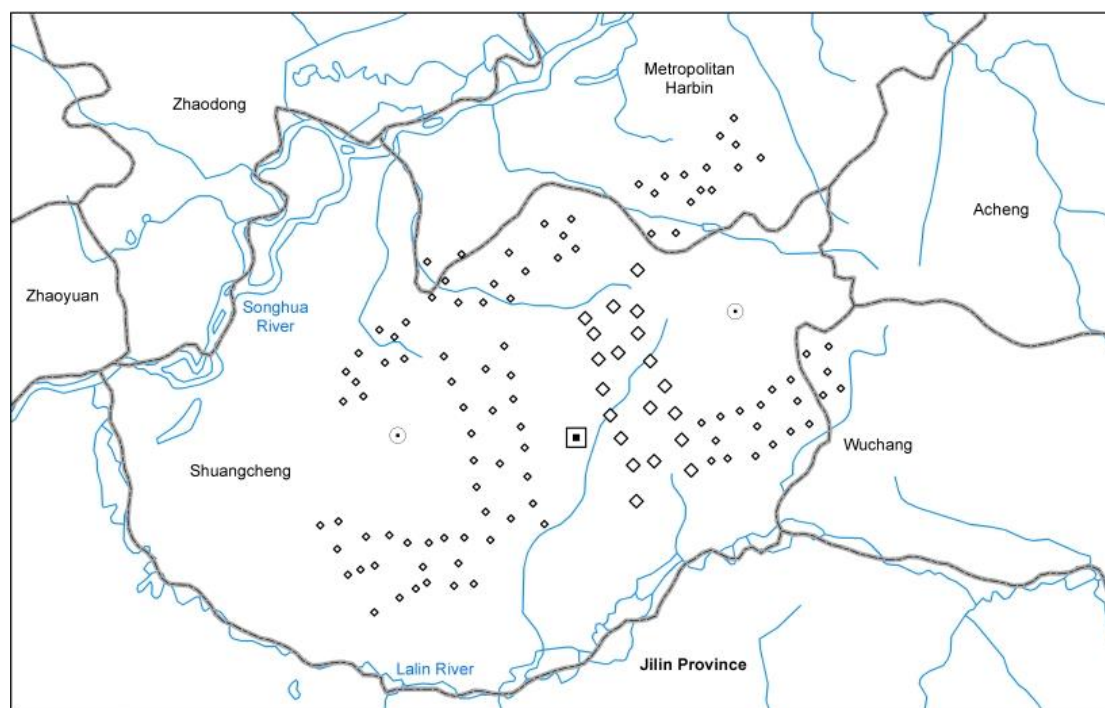 Metropolitan
Harbin
Zhaodong
Acheng
Zhaoyuan
Songhua
River
Shuangcheng
Wuchang
Lalin River
Jilin Province